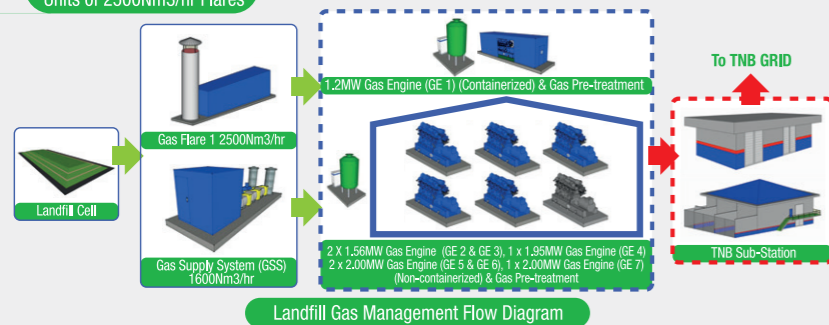 Units of 2500Nm3/hr Flares
To TNB GRID
1.2MW Gas Engine (GE 1) (Containerized) & Gas Pre-treatment
Gas Flare 1 2500Nm3/hr
Landfill Cell
Gas Supply System (GSS)
1600Nm3/hr
2 X 1.56MW Gas Engine (GE 2 & GE 3), 1 x 1.95MW Gas Engine (GE 4)
2 x 2.00MW Gas Engine (GE 5 & GE 6), 1 x 2.00MW Gas Engine (GE 7)
(Non-containerized) & Gas Pre-treatment
TNB Sub-Station
Landfill Gas Management Flow Diagram